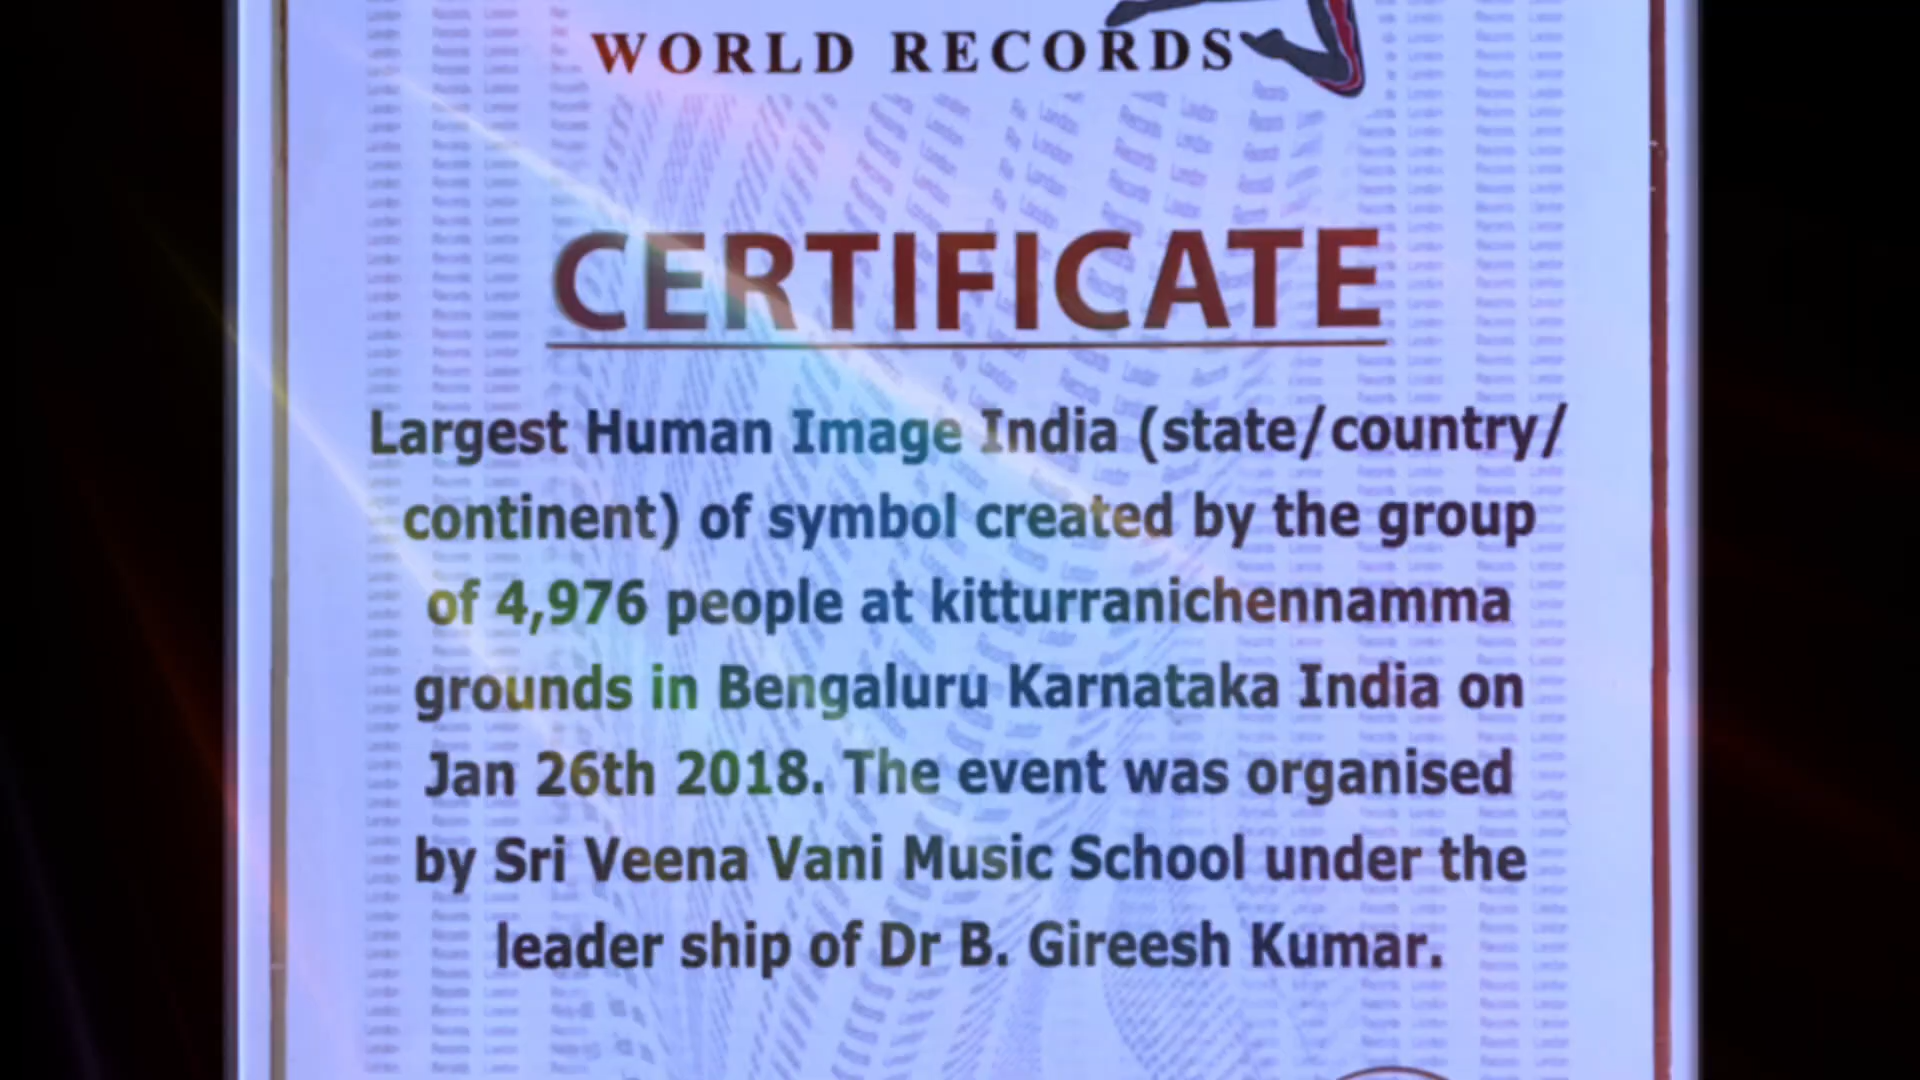 WORLD RECORDS
CERTIFICATE
Largest Human Image India (state/country/
continent) of symbol created by the group
of 4,976 people at kitturranichennamma
grounds in Bengaluru Karnataka India on
Jan 26th 2018. The event was organised
by Sri Veena Vani Music School under the
leader ship of Dr B. Gireesh Kumar.